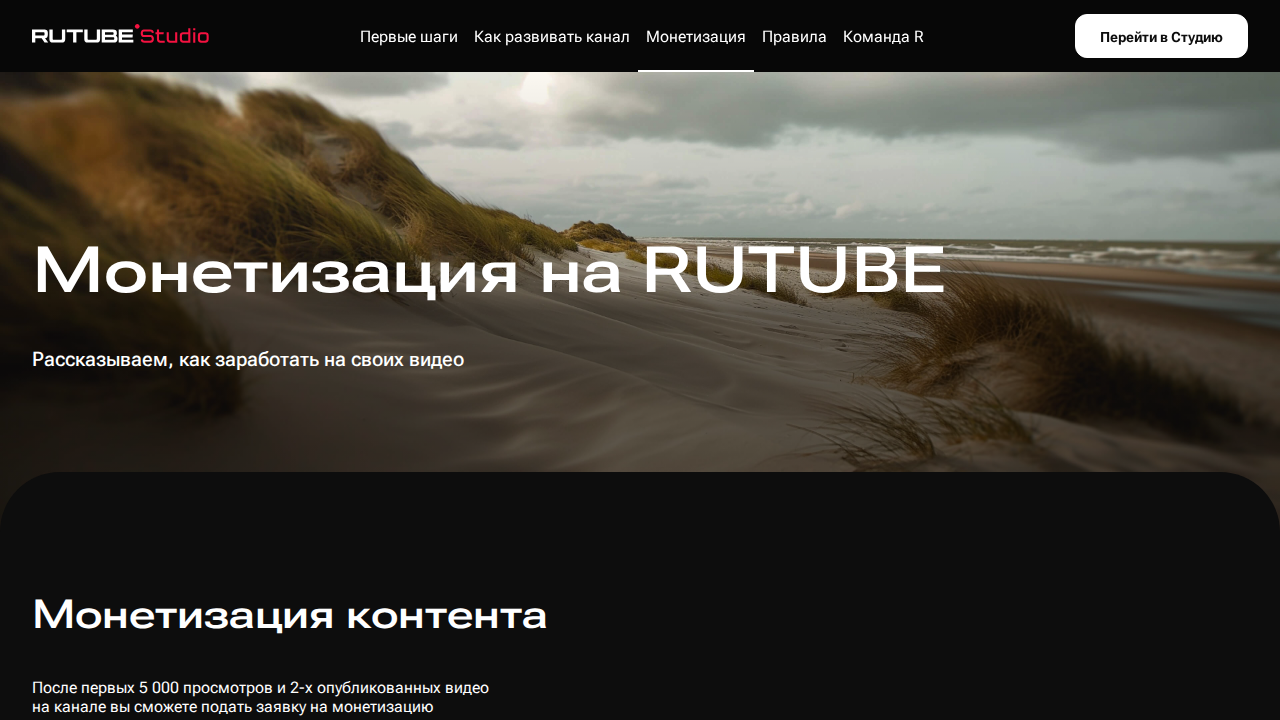 RUTUBE Studio
Первые шаги
Как развивать канал
Монетизация
Правила
Команда R
Перейти в Студию
Монетизация на RUTUBE
Рассказываем, как заработать на своих видео
Монетизация контента
После первых 5 000 просмотров и 2-х опубликованных видео
на канале вы сможете подать заявку на монетизацию